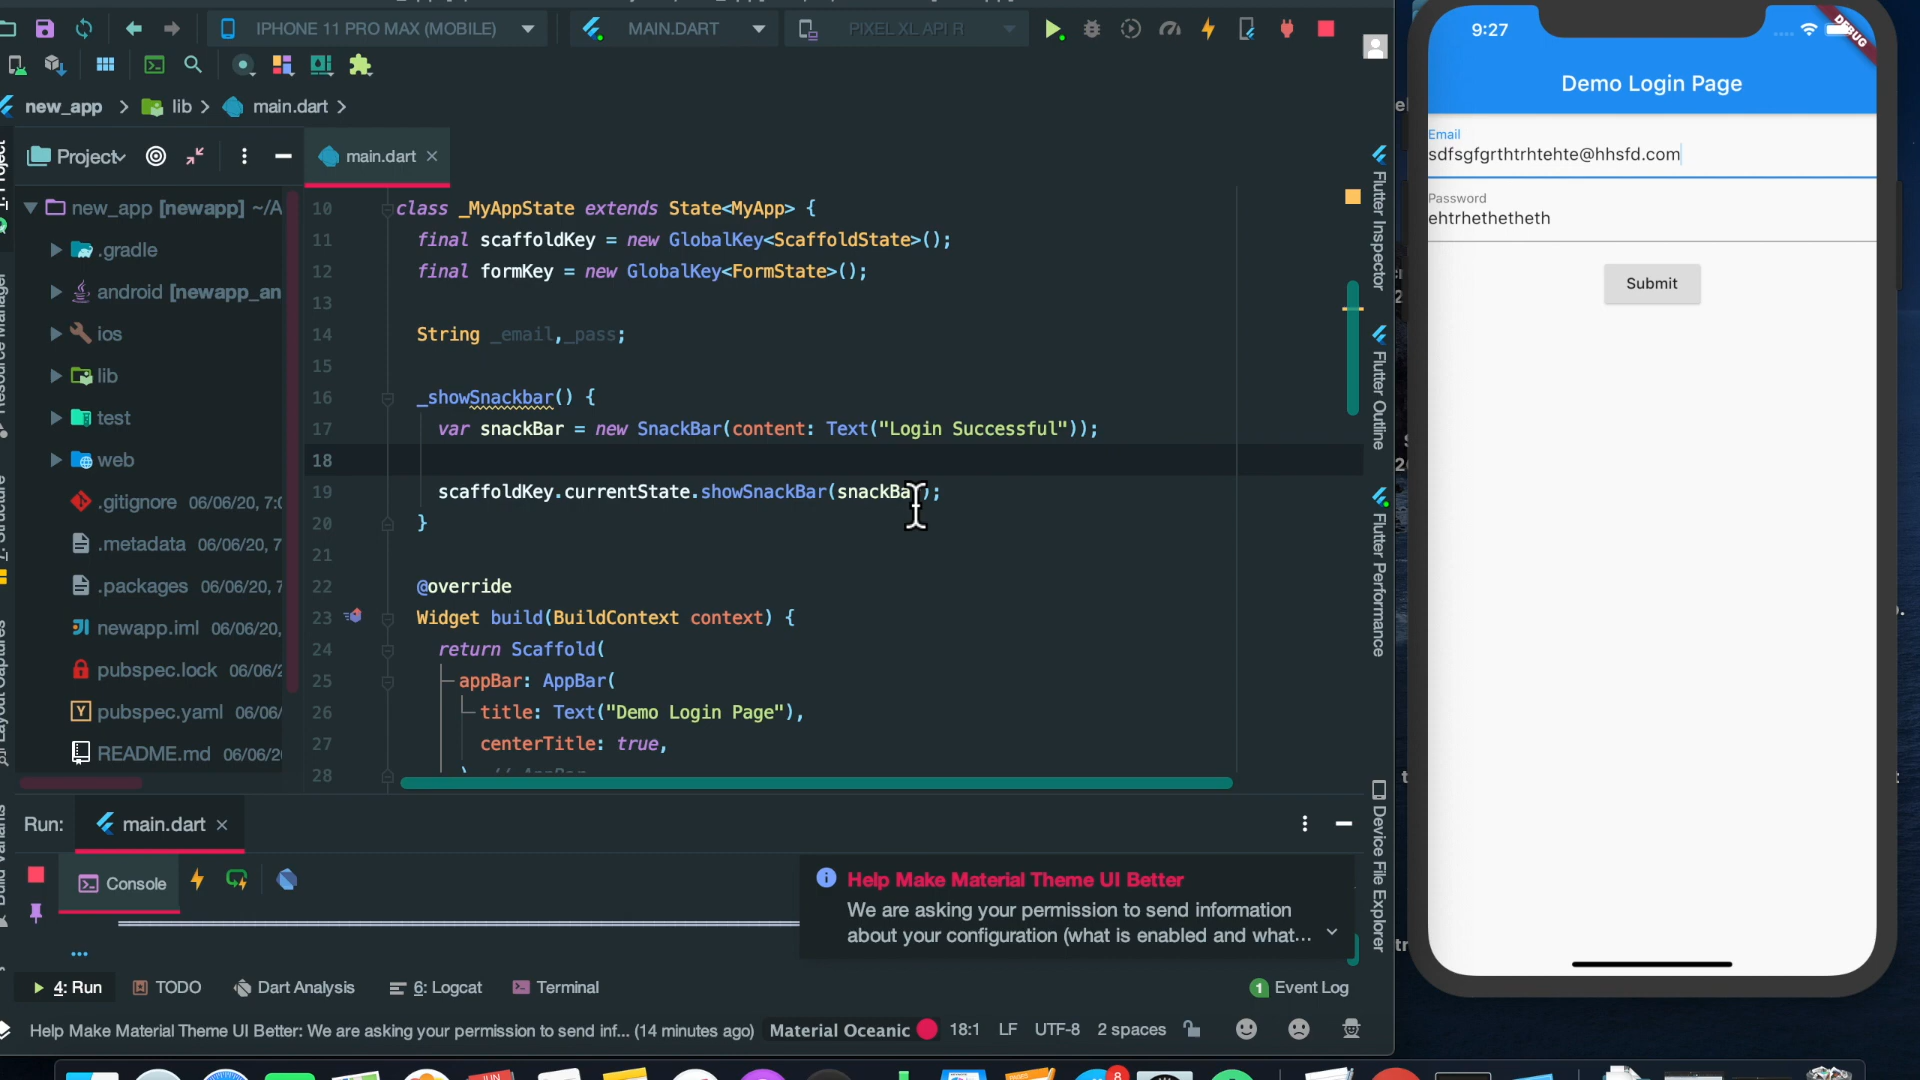 IPHONE 11 PRO MAX (MOBILE)
MAIN.DART
PIXEL XL API R
new_app
lib
main.dart
Project
main.dart
new_app [newapp] ~/A
.gradle
android [newapp_an
ios
lib
test
web
.gitignore 06/06/20, 7:0
.metadata 06/06/20, 7
.packages 06/06/20, 7
newapp.iml 06/06/20,
pubspec.lock 06/06/2
pubspec.yaml 06/06/
README.md 06/06/20
10 class _MyAppState extends State<MyApp> {
11 final scaffoldKey = new GlobalKey<ScaffoldState>();
12 final formKey = new GlobalKey<FormState>();
13
14 String _email,_pass;
15
16 _showSnackbar() {
17 var snackBar = new SnackBar(content: Text("Login Successful"));
18
19 scaffoldKey.currentState.showSnackBar(snackBar);
20 }
21
22 @override
23 Widget build(BuildContext context) {
24 return Scaffold(
25 appBar: AppBar(
26 title: Text("Demo Login Page"),
27 centerTitle: true,
28
Flutter Inspector
Flutter Outline
Flutter Performance
Device File Explorer
Run:
main.dart
Console
Help Make Material Theme UI Better
We are asking your permission to send information
about your configuration (what is enabled and what...
4: Run
TODO
Dart Analysis
6: Logcat
Terminal
1 Event Log
Help Make Material Theme UI Better: We are asking your permission to send inf... (14 minutes ago)
Material Oceanic
18:1
LF
UTF-8
2 spaces
8
9:27
DEBUG
Demo Login Page
Email
sdfsgfgrthtrhtehte@hhsfd.com
Password
ehtrhethetheth
Submit